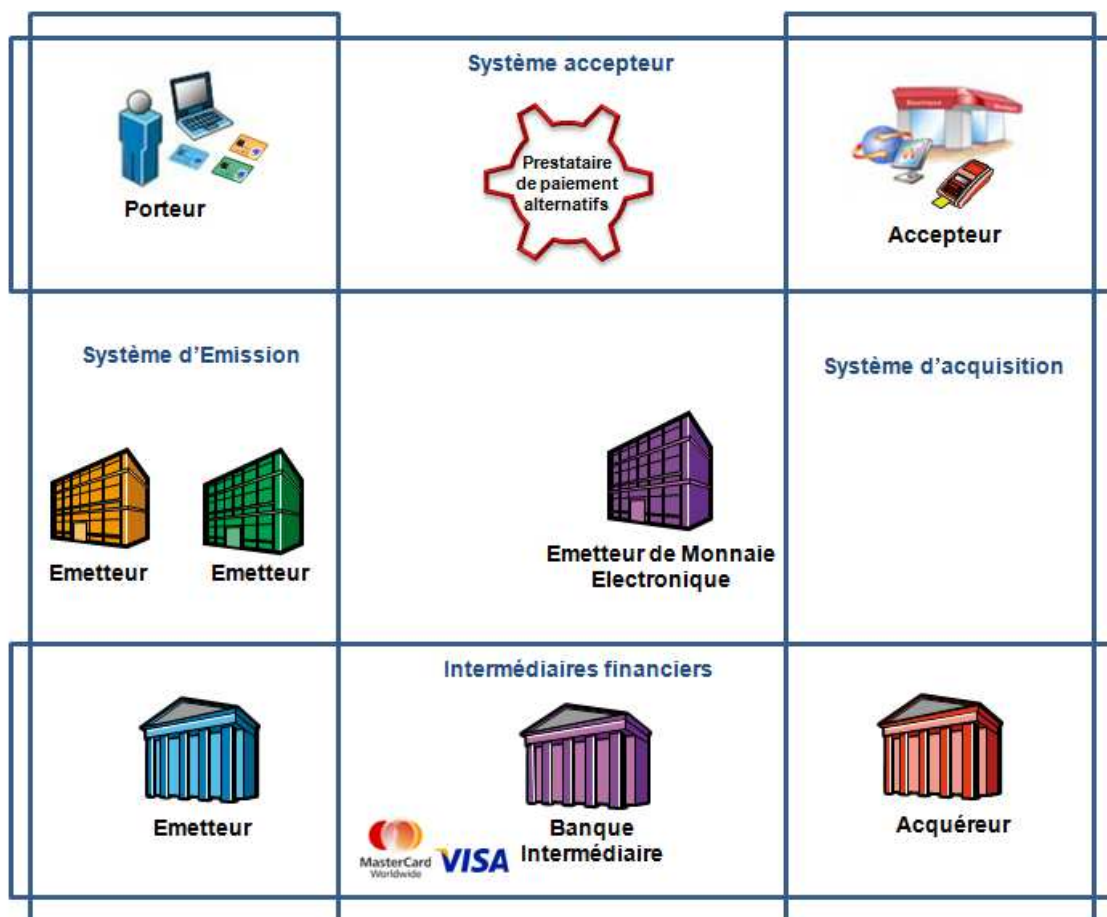 Système accepteur
Prestataire
de paiement
alternatifs
Porteur
Boutique
Accepteur
Système d'Emission
Système d'acquisition
Emetteur
Emetteur
Emetteur de Monnaie
Electronique
Intermédiaires financiers
Emetteur
MasterCard
Worldwide
VISA
Banque
Intermédiaire
Acquéreur